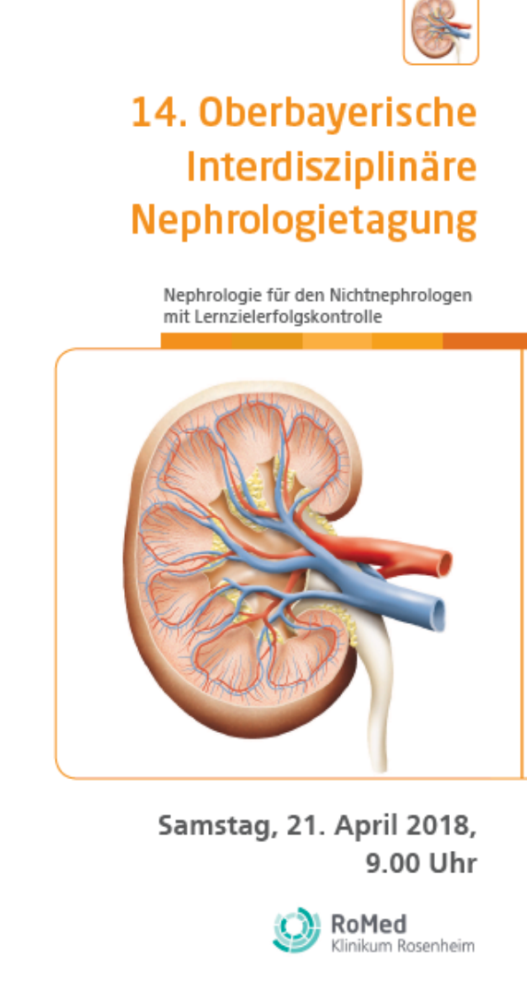 14. Oberbayerische
Interdisziplinäre
Nephrologietagung
Nephrologie für den Nichtnephrologen
mit Lernzielerfolgskontrolle
Samstag, 21. April 2018,
9.00 Uhr
RoMed
Klinikum Rosenheim